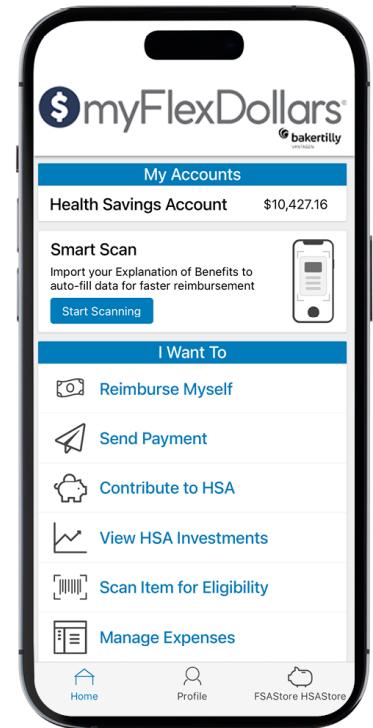 $
myFlexDollars®
bakertilly
VANTAGEN
My Accounts
Health Savings Account $10,427.16
Smart Scan
Import your Explanation of Benefits to
auto-fill data for faster reimbursement
Start Scanning
I Want To
Reimburse Myself
Send Payment
Contribute to HSA
View HSA Investments
Scan Item for Eligibility
Manage Expenses
Home Profile FSAStore HSAStore